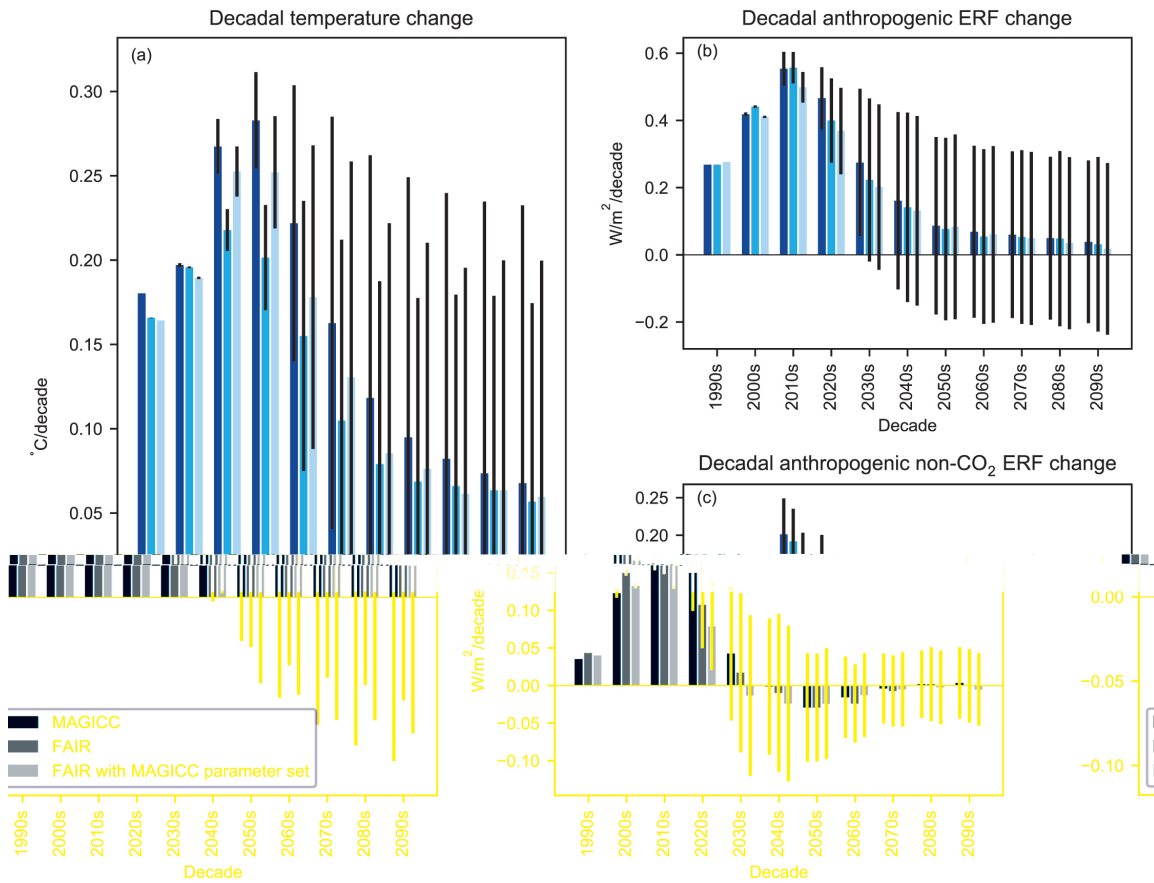 Decadal temperature change
(a)
0.30
0.25
0.20
0.15
0.10
0.05
°C/decade
Decadal anthropogenic ERF change
(b)
0.6
0.4
0.2
0.0
−0.2
W/m²/decade
1990s
2000s
2010s
2020s
2030s
2040s
2050s
2060s
2070s
2080s
2090s
Decade
Decadal anthropogenic non-CO₂ ERF change
(c)
0.25
0.20
0.10
0.05
0.00
−0.05
−0.10
W/m²/decade
0.00
−0.05
−0.10
MAGICC
FAIR
FAIR with MAGICC parameter set
1990s
2000s
2010s
2020s
2030s
2040s
2050s
2060s
2070s
2080s
2090s
Decade
1990s
2000s
2010s
2020s
2030s
2040s
2050s
2060s
2070s
2080s
2090s
Decade